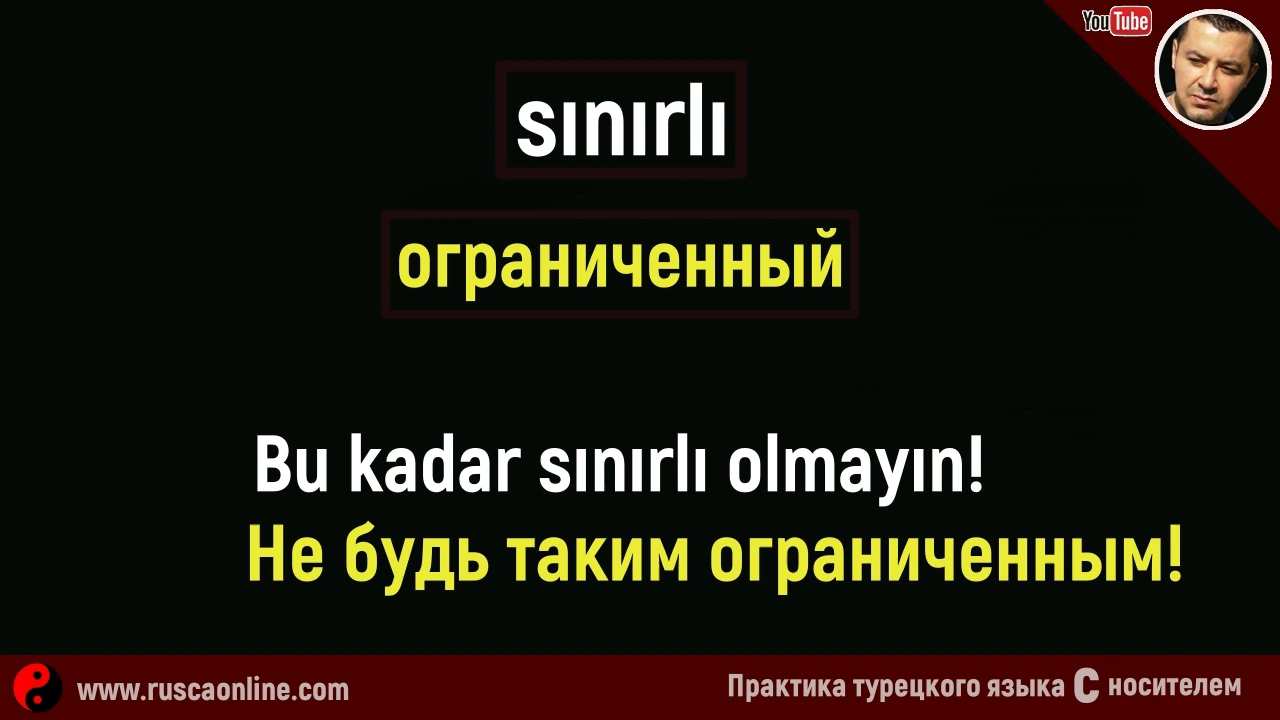 YouTube
sınırlı
ограниченный
Bu kadar sınırlı olmayın!
Не будь таким ограниченным!
www.ruscaonline.com
Практика турецкого языка С носителем